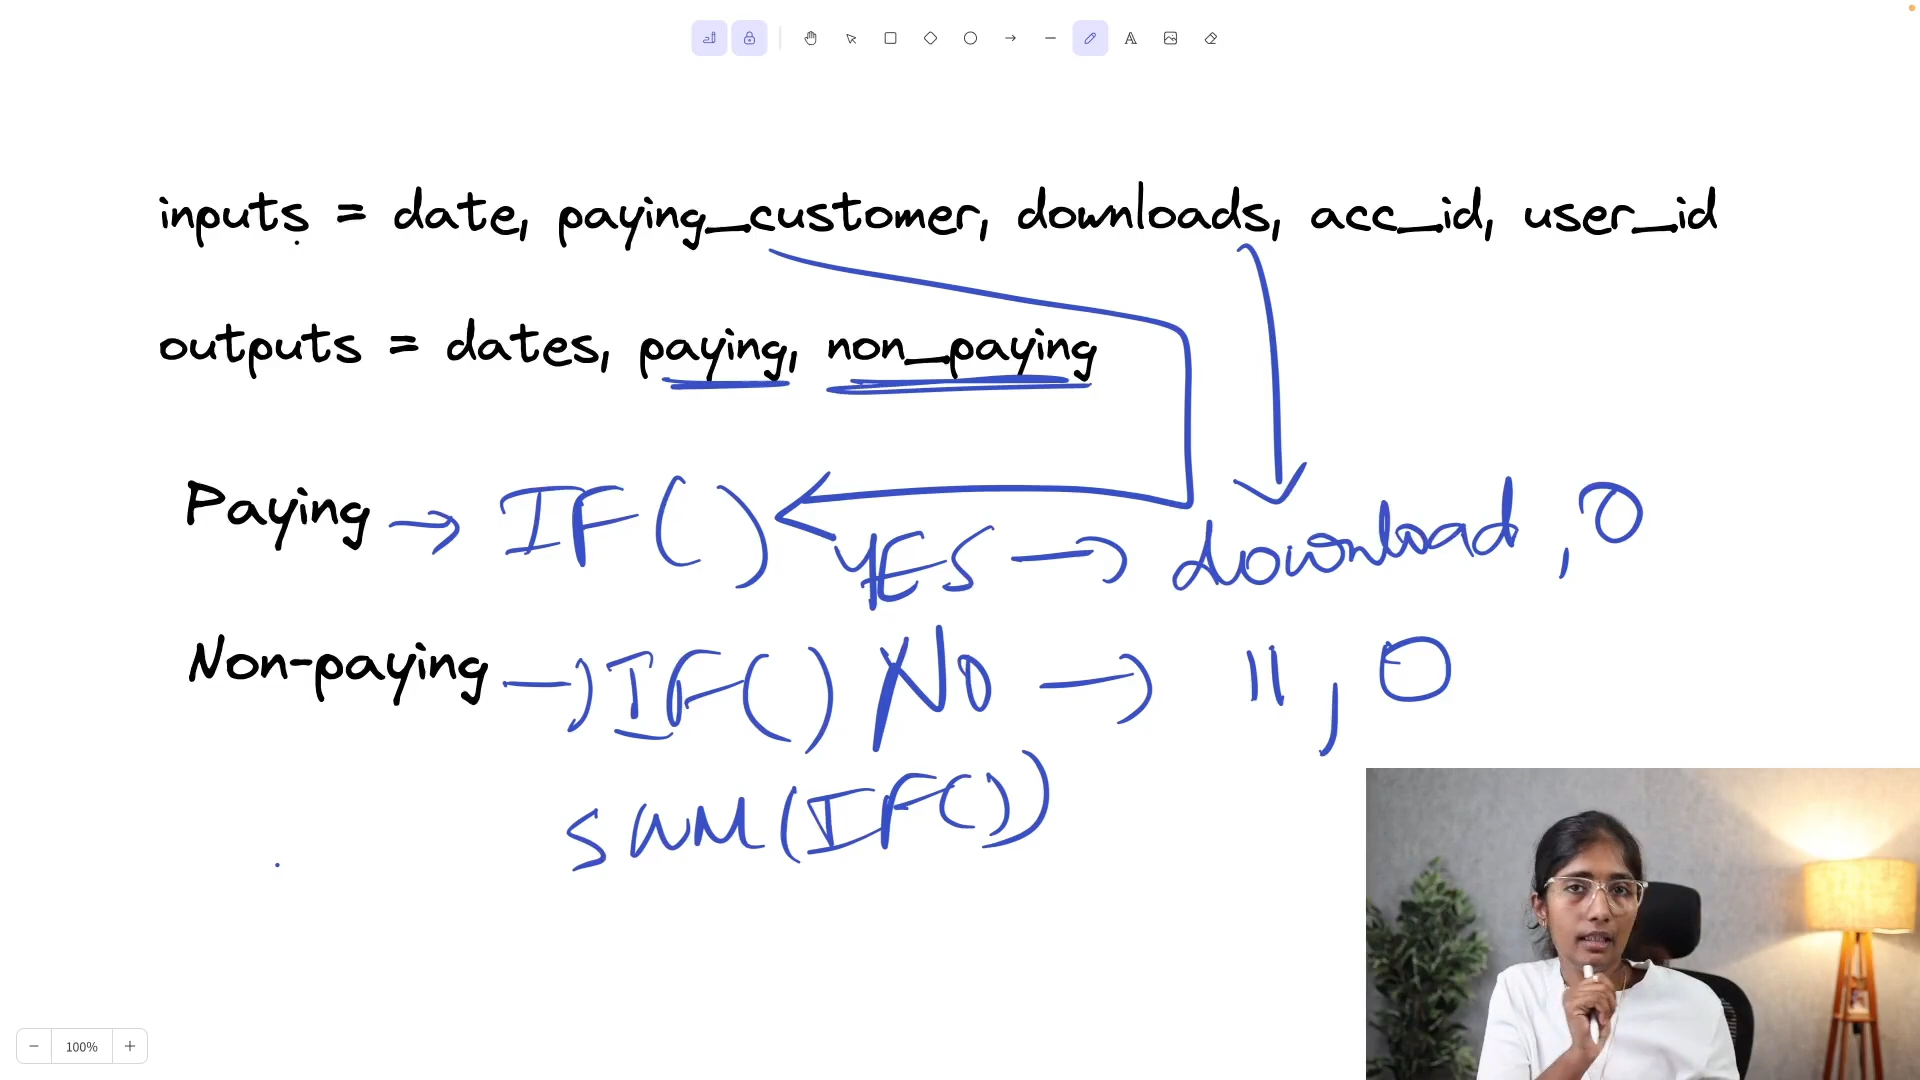 inputs = date, paying_customer, downloads, acc_id, user_id
outputs = dates, paying, non_paying
Paying → IF() YES → download, 0
Non-paying → IF() NO → 11, 0
SUM(IF())
100%